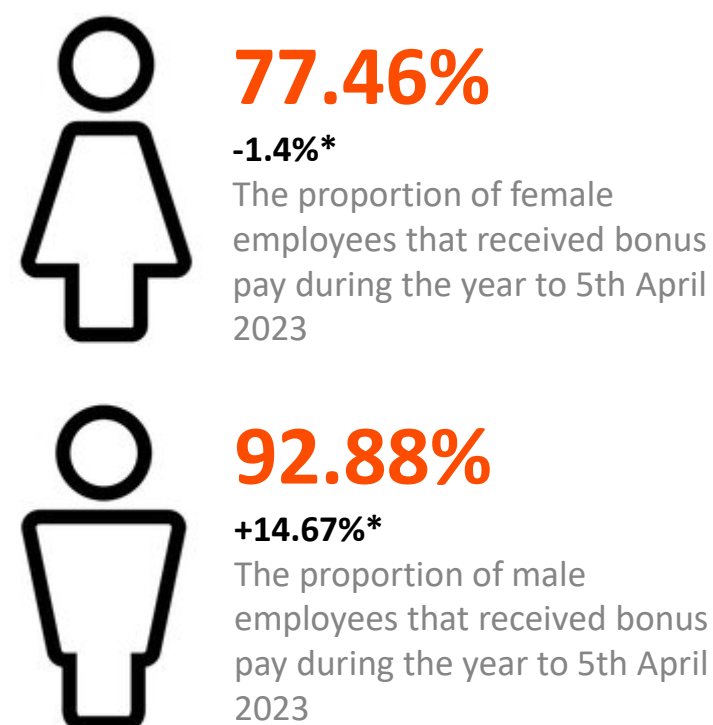 77.46%
-1.4%*
The proportion of female
employees that received bonus
pay during the year to 5th April
2023
92.88%
+14.67%*
The proportion of male
employees that received bonus
pay during the year to 5th April
2023